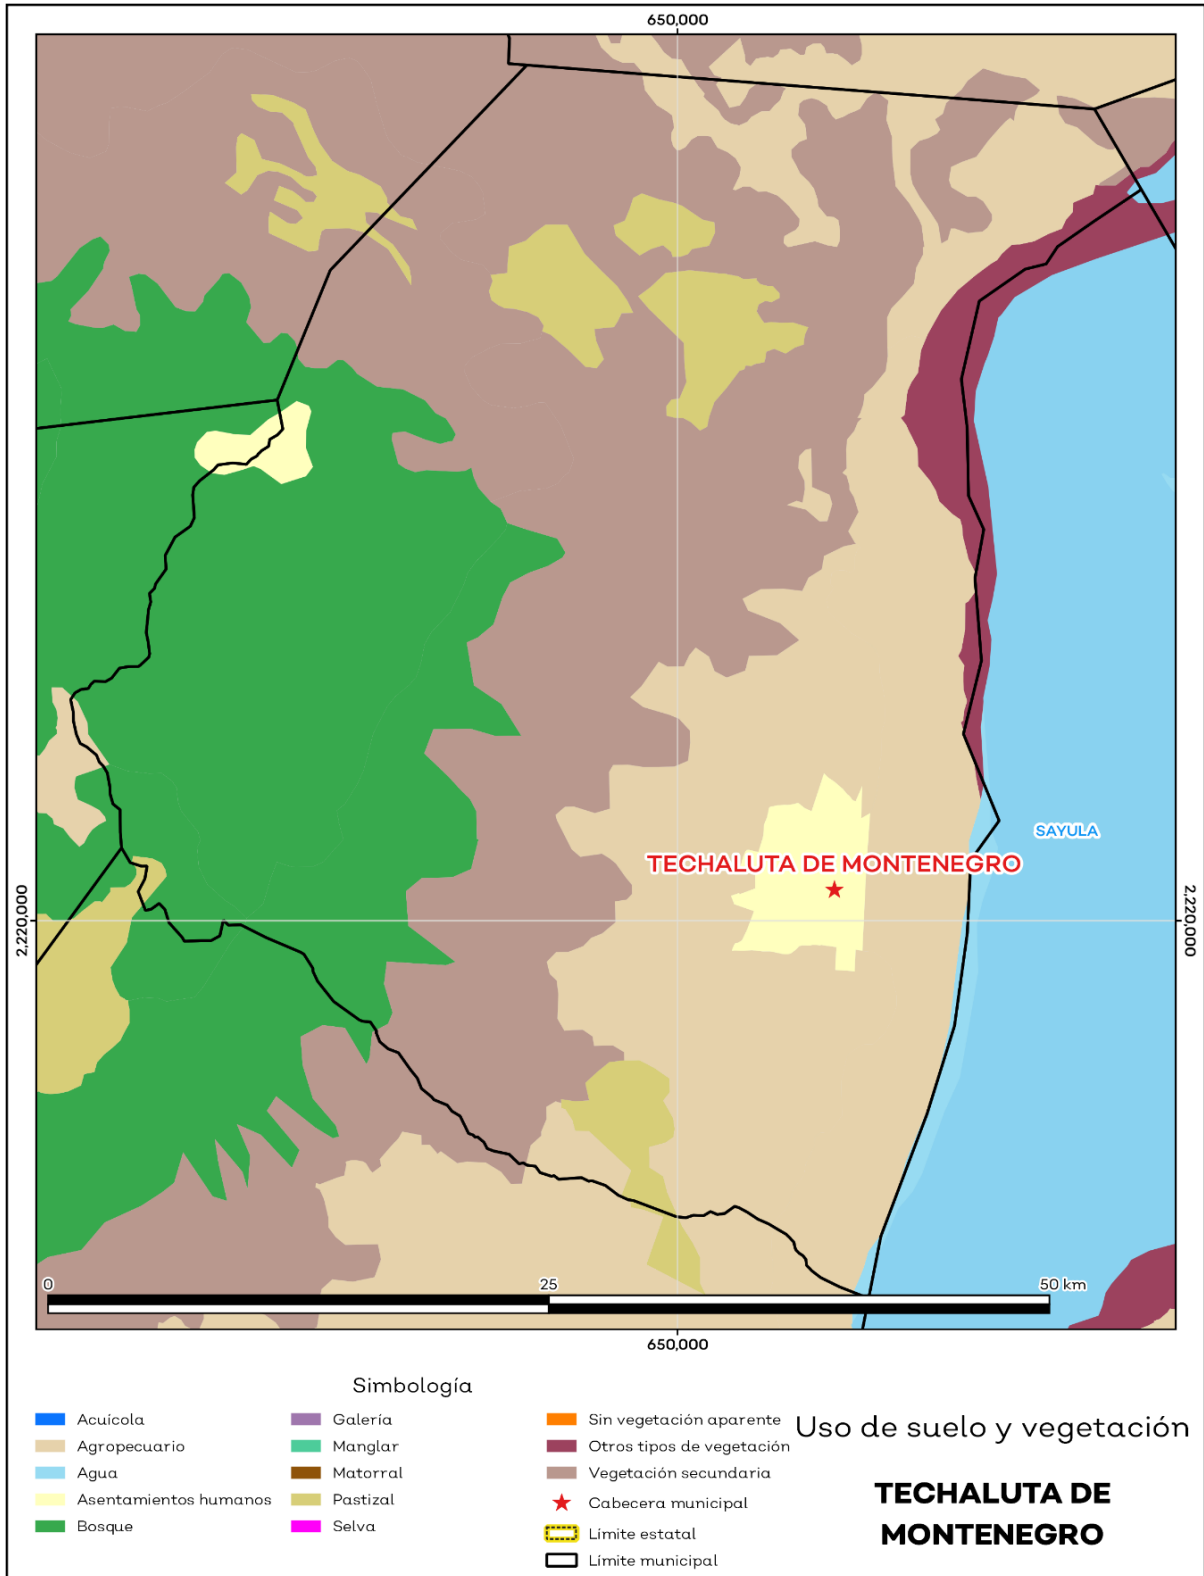 650,000
2,220,000
2,220,000
SAYULA
TECHALUTA DE MONTENEGRO
0
25
50 km
650,000
Simbología
Acuícola
Agropecuario
Agua
Asentamientos humanos
Bosque
Galería
Manglar
Matorral
Pastizal
Selva
Sin vegetación aparente
Otros tipos de vegetación
Vegetación secundaria
Cabecera municipal
Límite estatal
Límite municipal
Uso de suelo y vegetación
TECHALUTA DE
MONTENEGRO